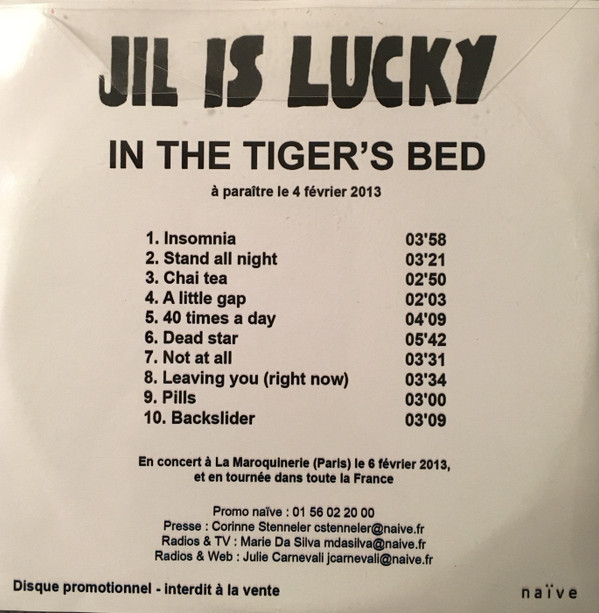 JIL IS LUCKY
IN THE TIGER'S BED
à paraître le 4 février 2013
1. Insomnia 03'58
2. Stand all night 03'21
3. Chai tea 02'50
4. A little gap 02'03
5. 40 times a day 04'09
6. Dead star 05'42
7. Not at all 03'31
8. Leaving you (right now) 03'34
9. Pills 03'00
10. Backslider 03'09
En concert à La Maroquinerie (Paris) le 6 février 2013,
et en tournée dans toute la France
Promo naïve : 01 56 02 20 00
Presse : Corinne Stenneler cstenneler@naive.fr
Radios & TV : Marie Da Silva mdasilva@naive.fr
Radios & Web : Julie Carnevali jcarnevali@naive.fr
Disque promotionnel - interdit à la vente
naïve